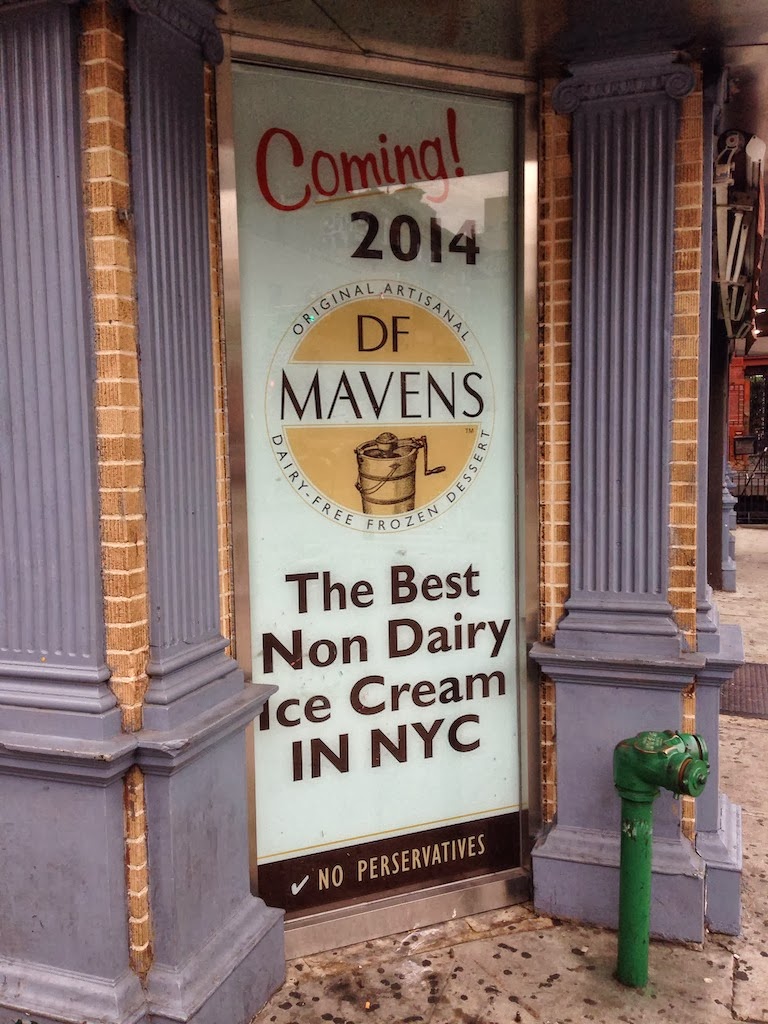 Coming!
2014
ORIGINAL ARTISANAL
DF
MAVENS
TM
DAIRY-FREE FROZEN DESSERT
The Best
Non Dairy
Ice Cream
IN NYC
✓ NO PERSERVATIVES